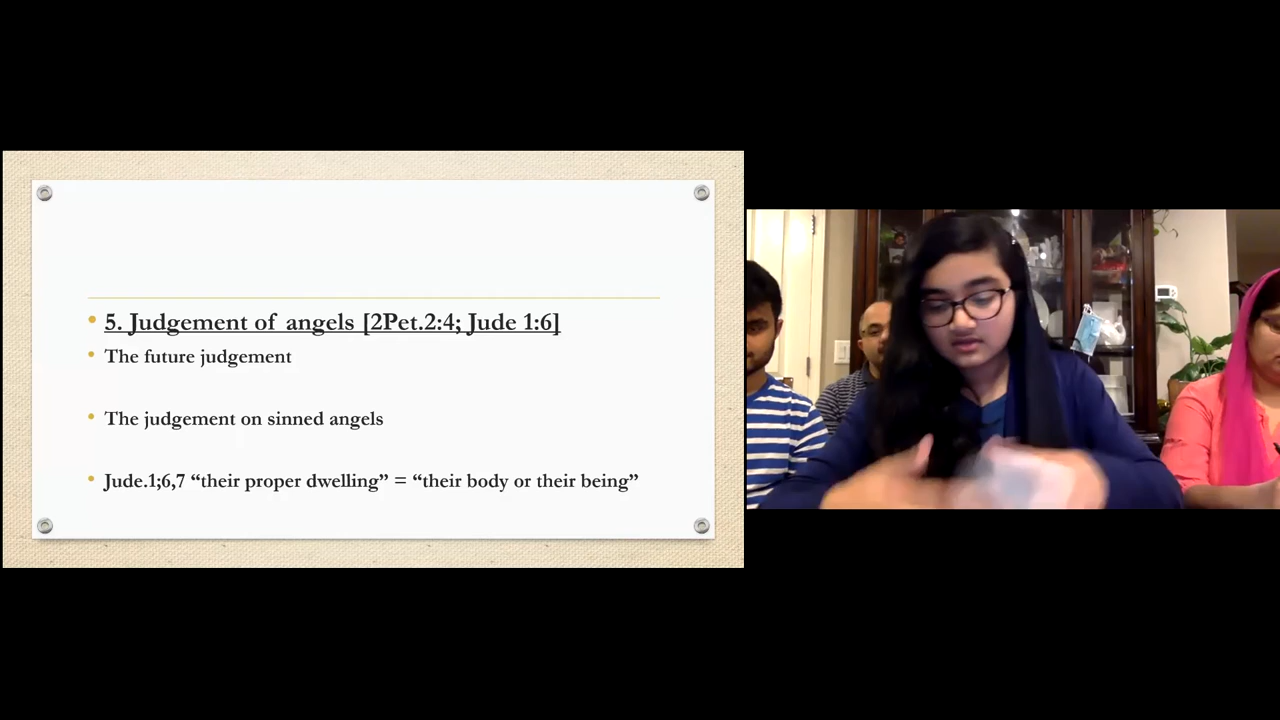 5. Judgement of angels [2Pet.2:4; Jude 1:6]
The future judgement
The judgement on sinned angels
Jude.1;6,7 “their proper dwelling” = “their body or their being”